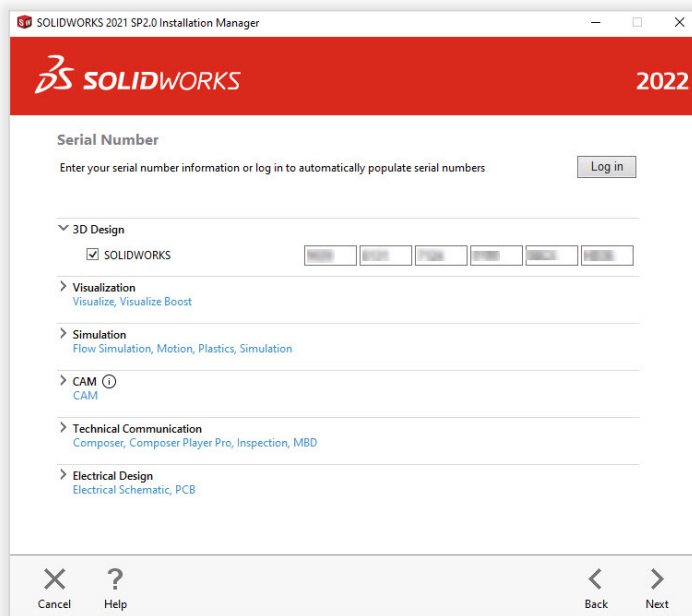 SOLIDWORKS 2021 SP2.0 Installation Manager
SOLIDWORKS
2022
Serial Number
Enter your serial number information or log in to automatically populate serial numbers
Log in
3D Design
SOLIDWORKS
Visualization
Visualize, Visualize Boost
Simulation
Flow Simulation, Motion, Plastics, Simulation
CAM
CAM
Technical Communication
Composer, Composer Player Pro, Inspection, MBD
Electrical Design
Electrical Schematic, PCB
Cancel
Help
Back
Next